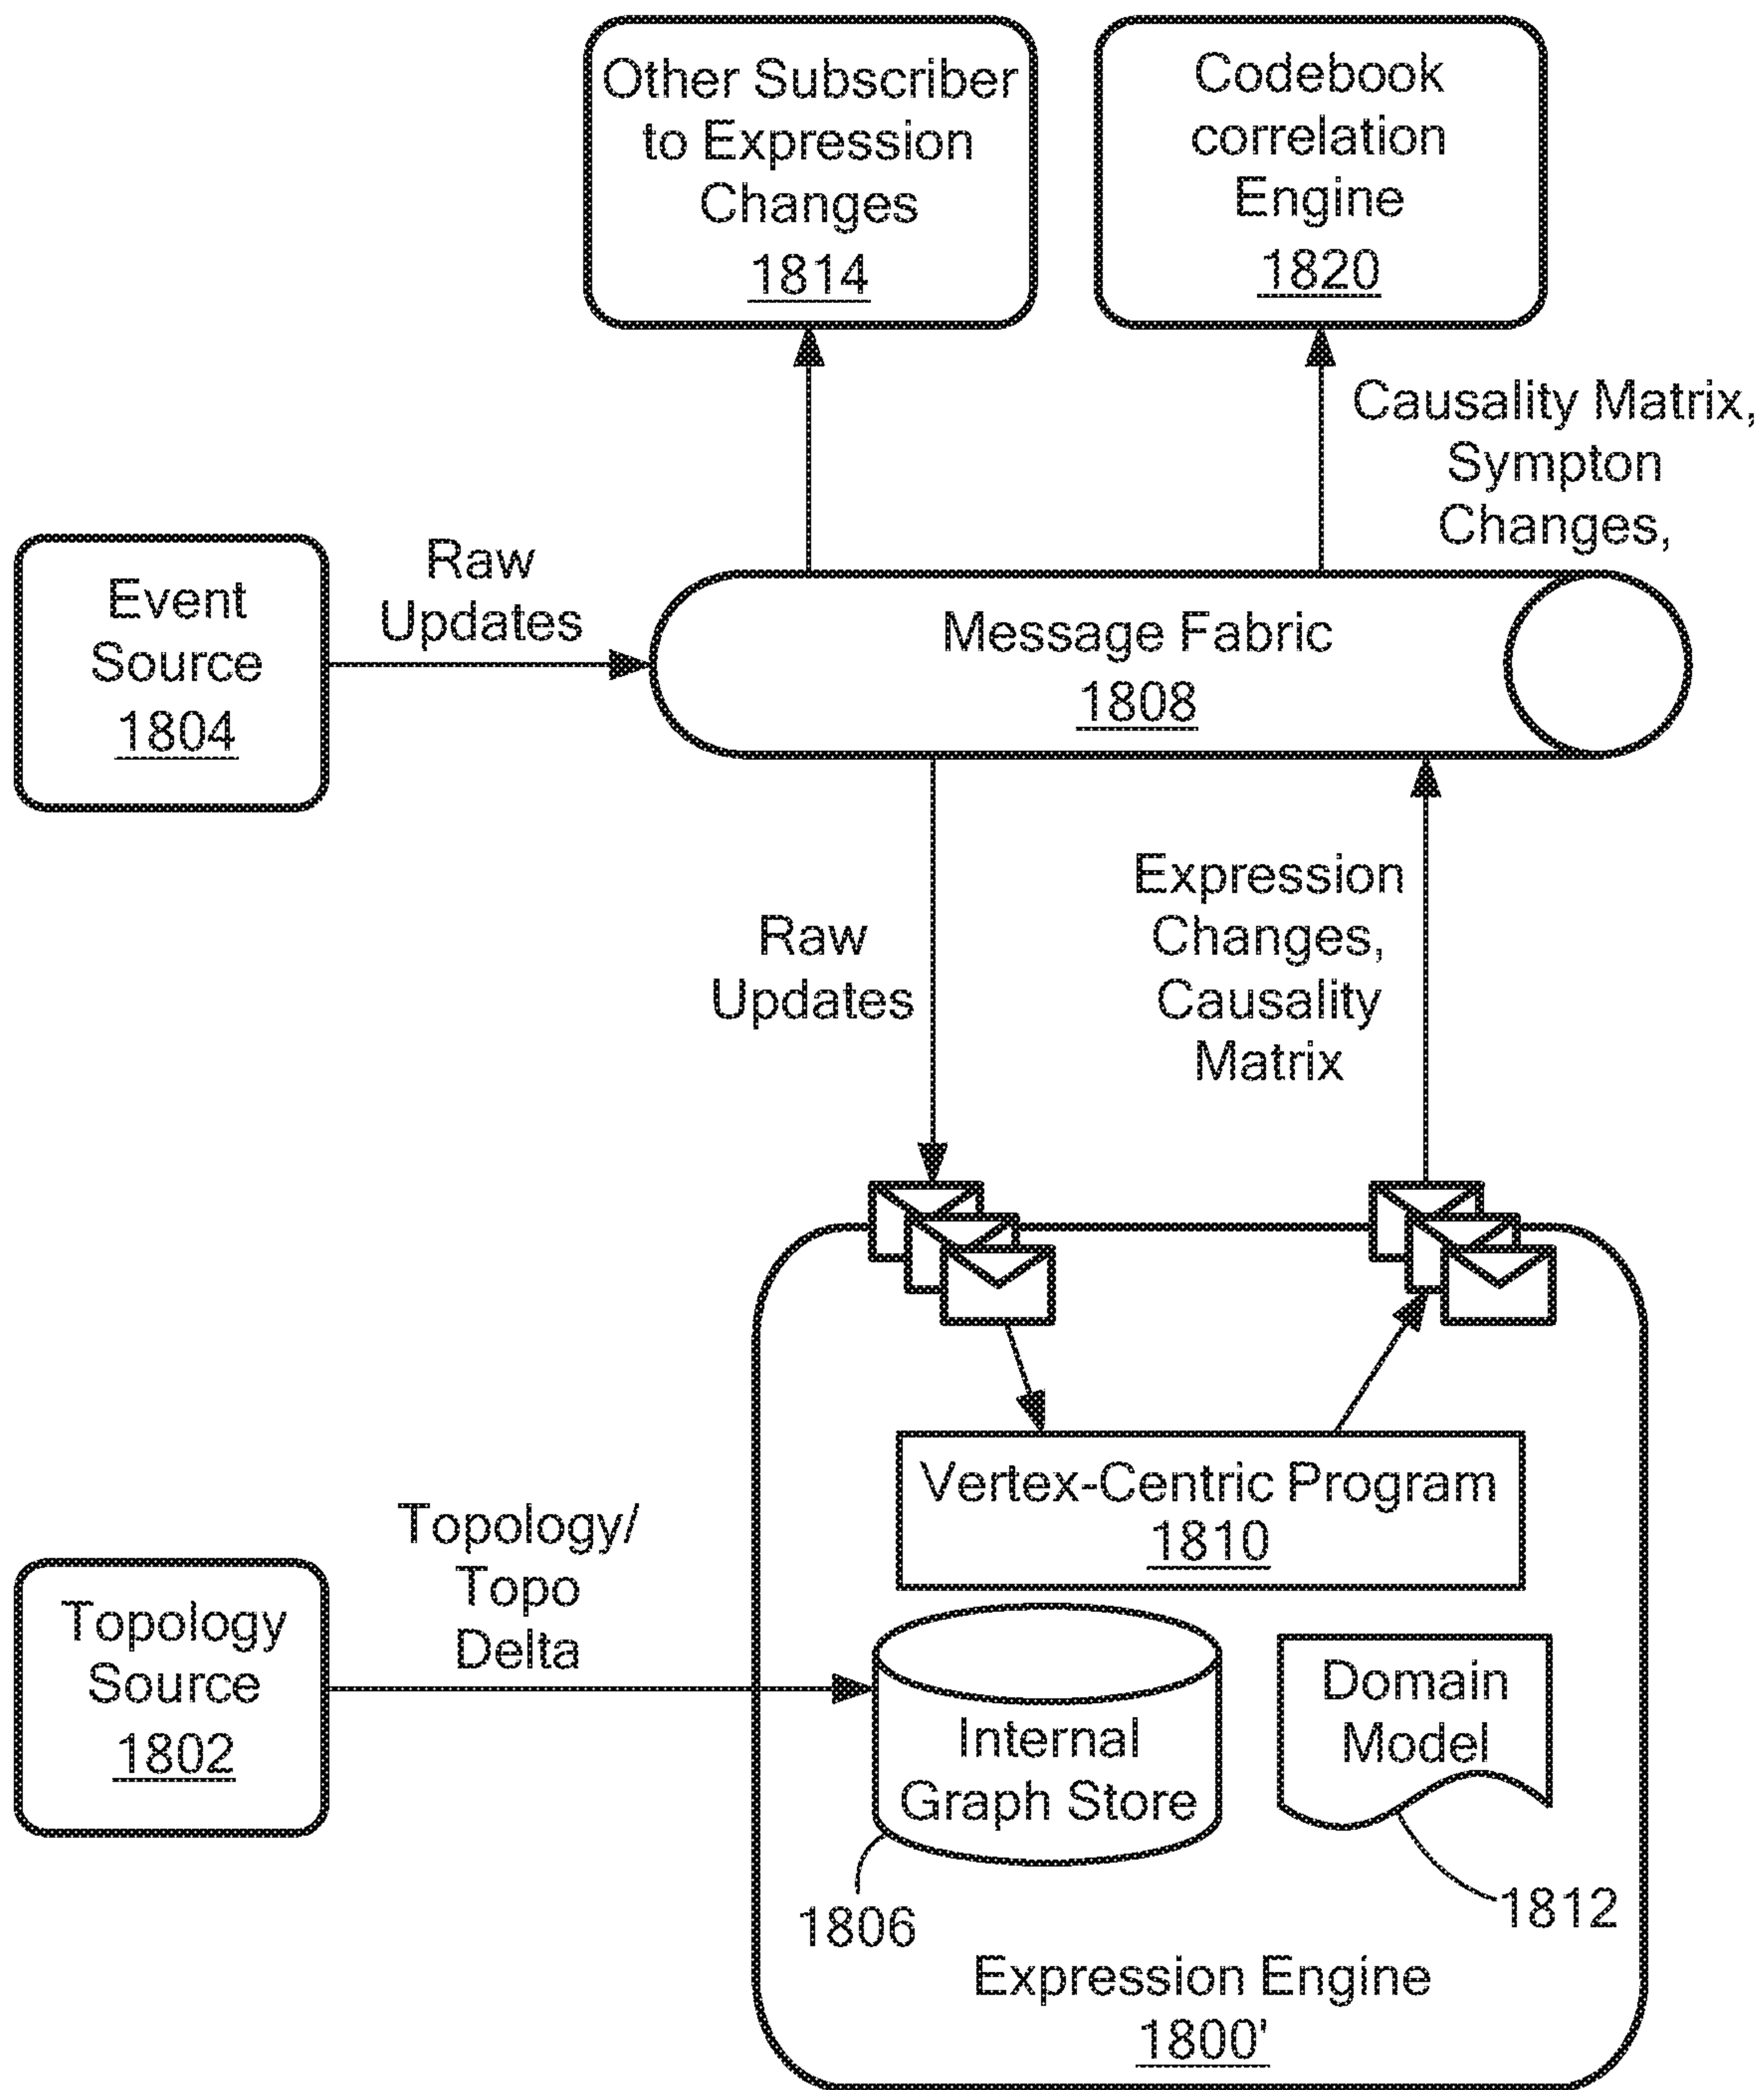 Other Subscriber
to Expression
Changes
1814
Codebook
correlation
Engine
1820
Causality Matrix,
Sympton
Changes,
Event
Source
1804
Raw
Updates
Message Fabric
1808
Raw
Updates
Expression
Changes,
Causality
Matrix
Vertex-Centric Program
1810
Topology
Source
1802
Topology/
Topo
Delta
Internal
Graph Store
1806
Domain
Model
1812
Expression Engine
1800'